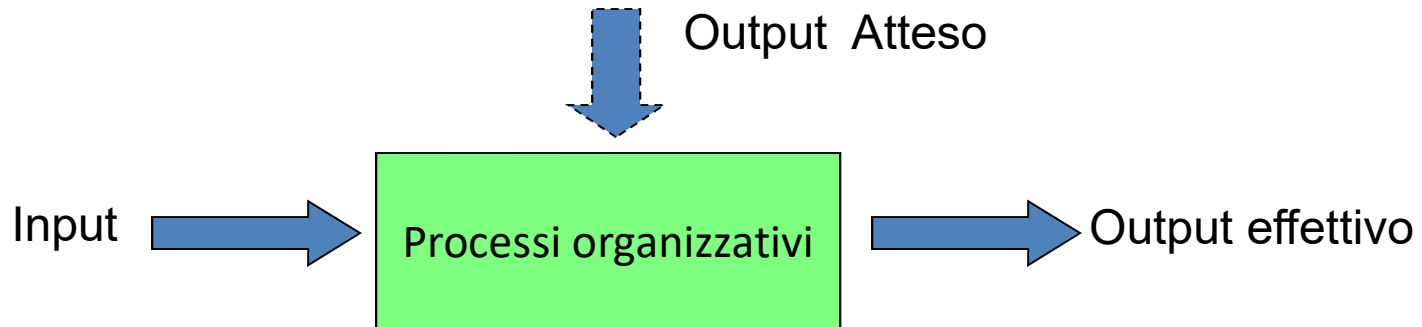 Output Atteso
Input
Processi organizzativi
Output effettivo